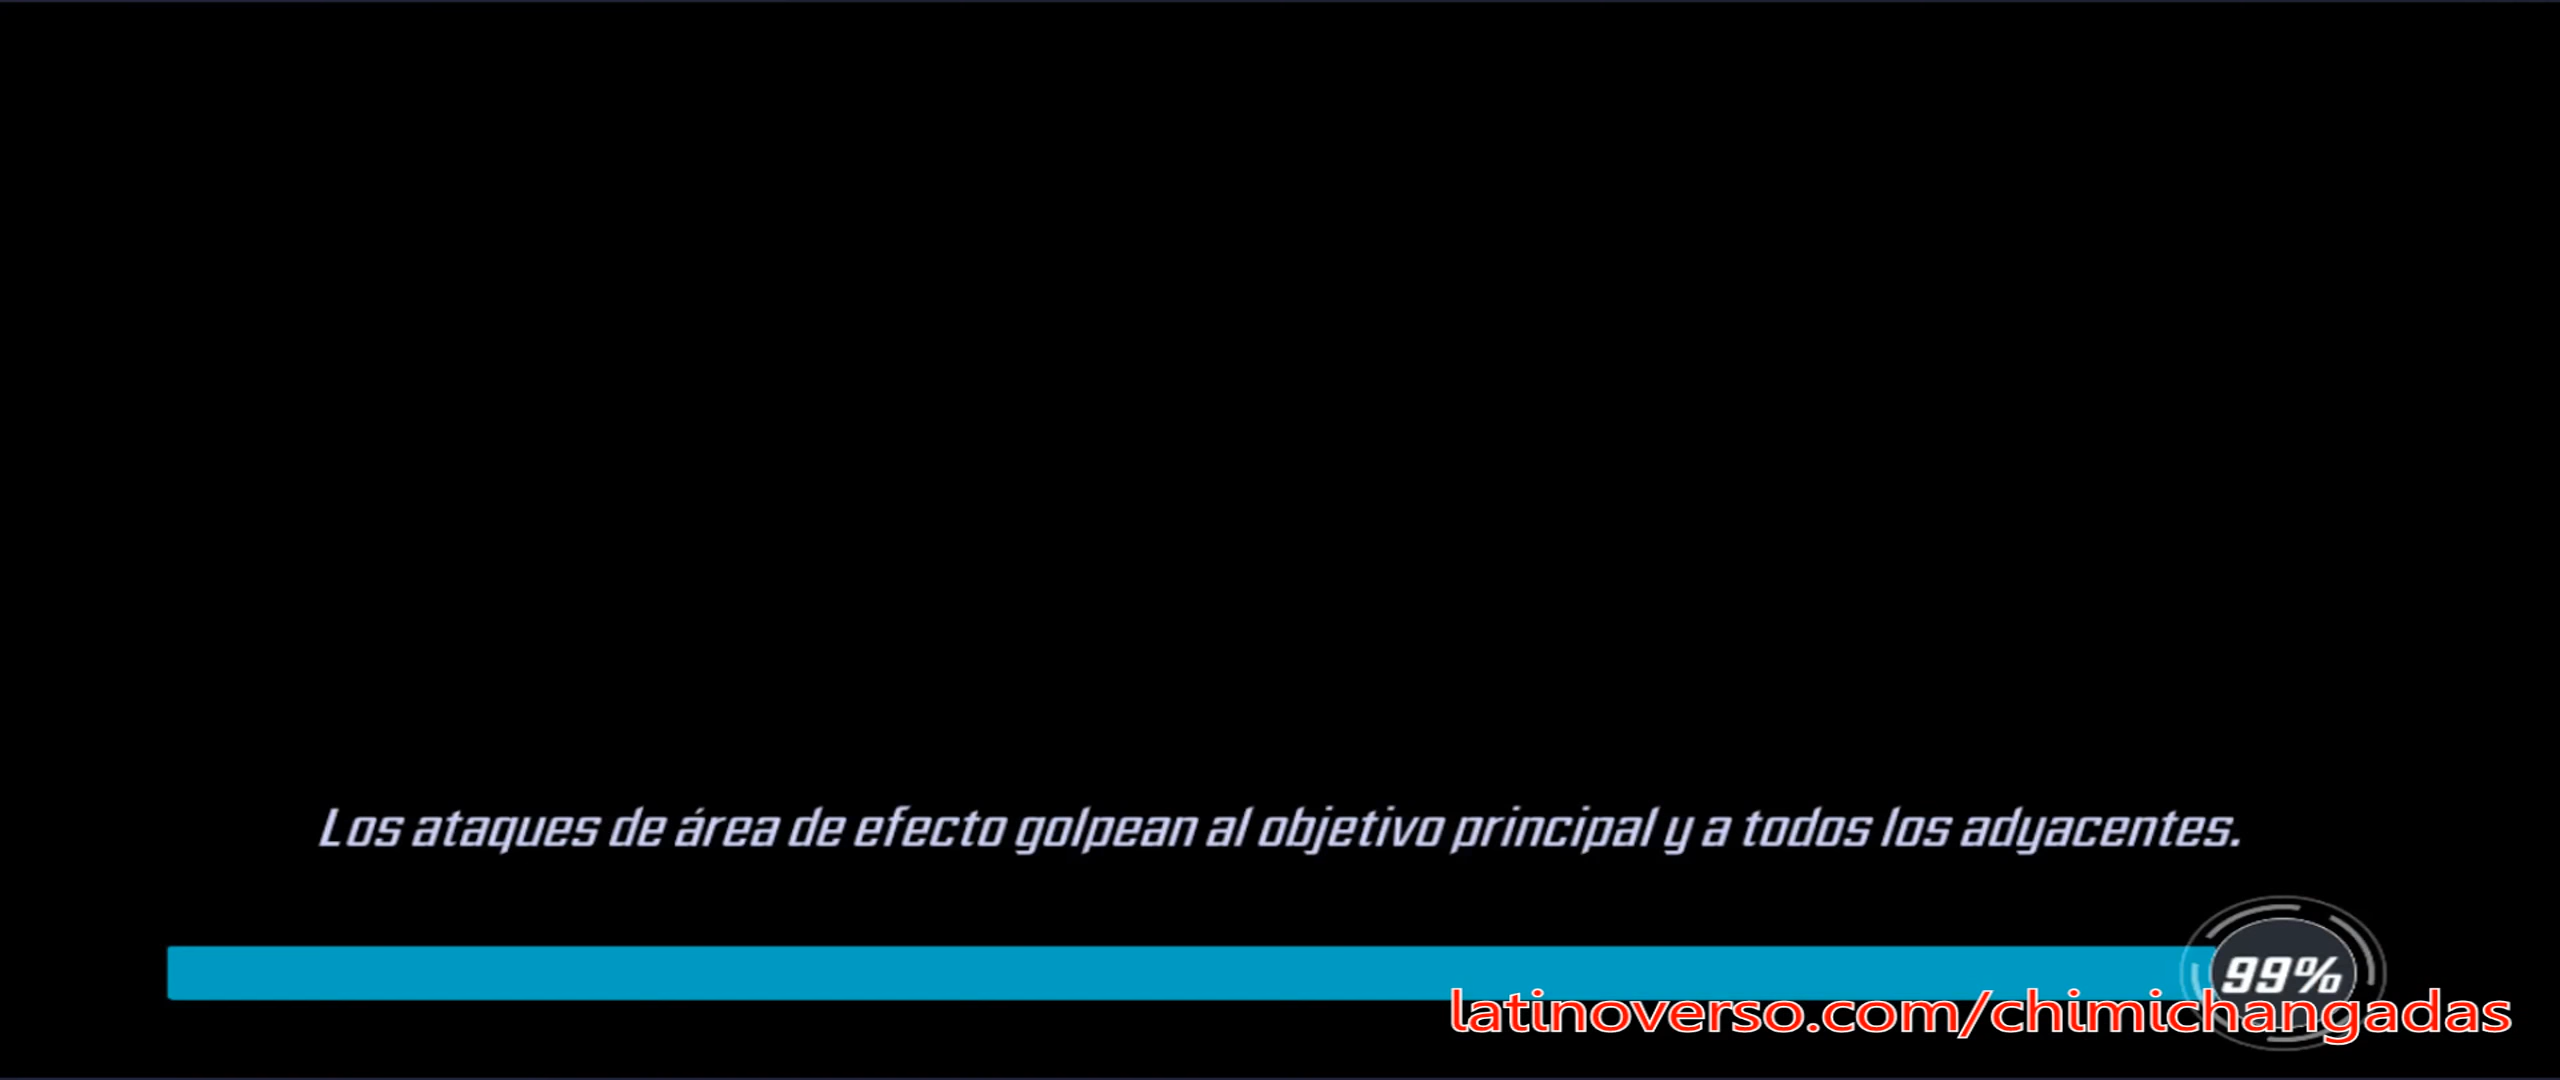 Los ataques de área de efecto golpean al objetivo principal y a todos los adyacentes.
99%
latinoverso.com/chimichangadas